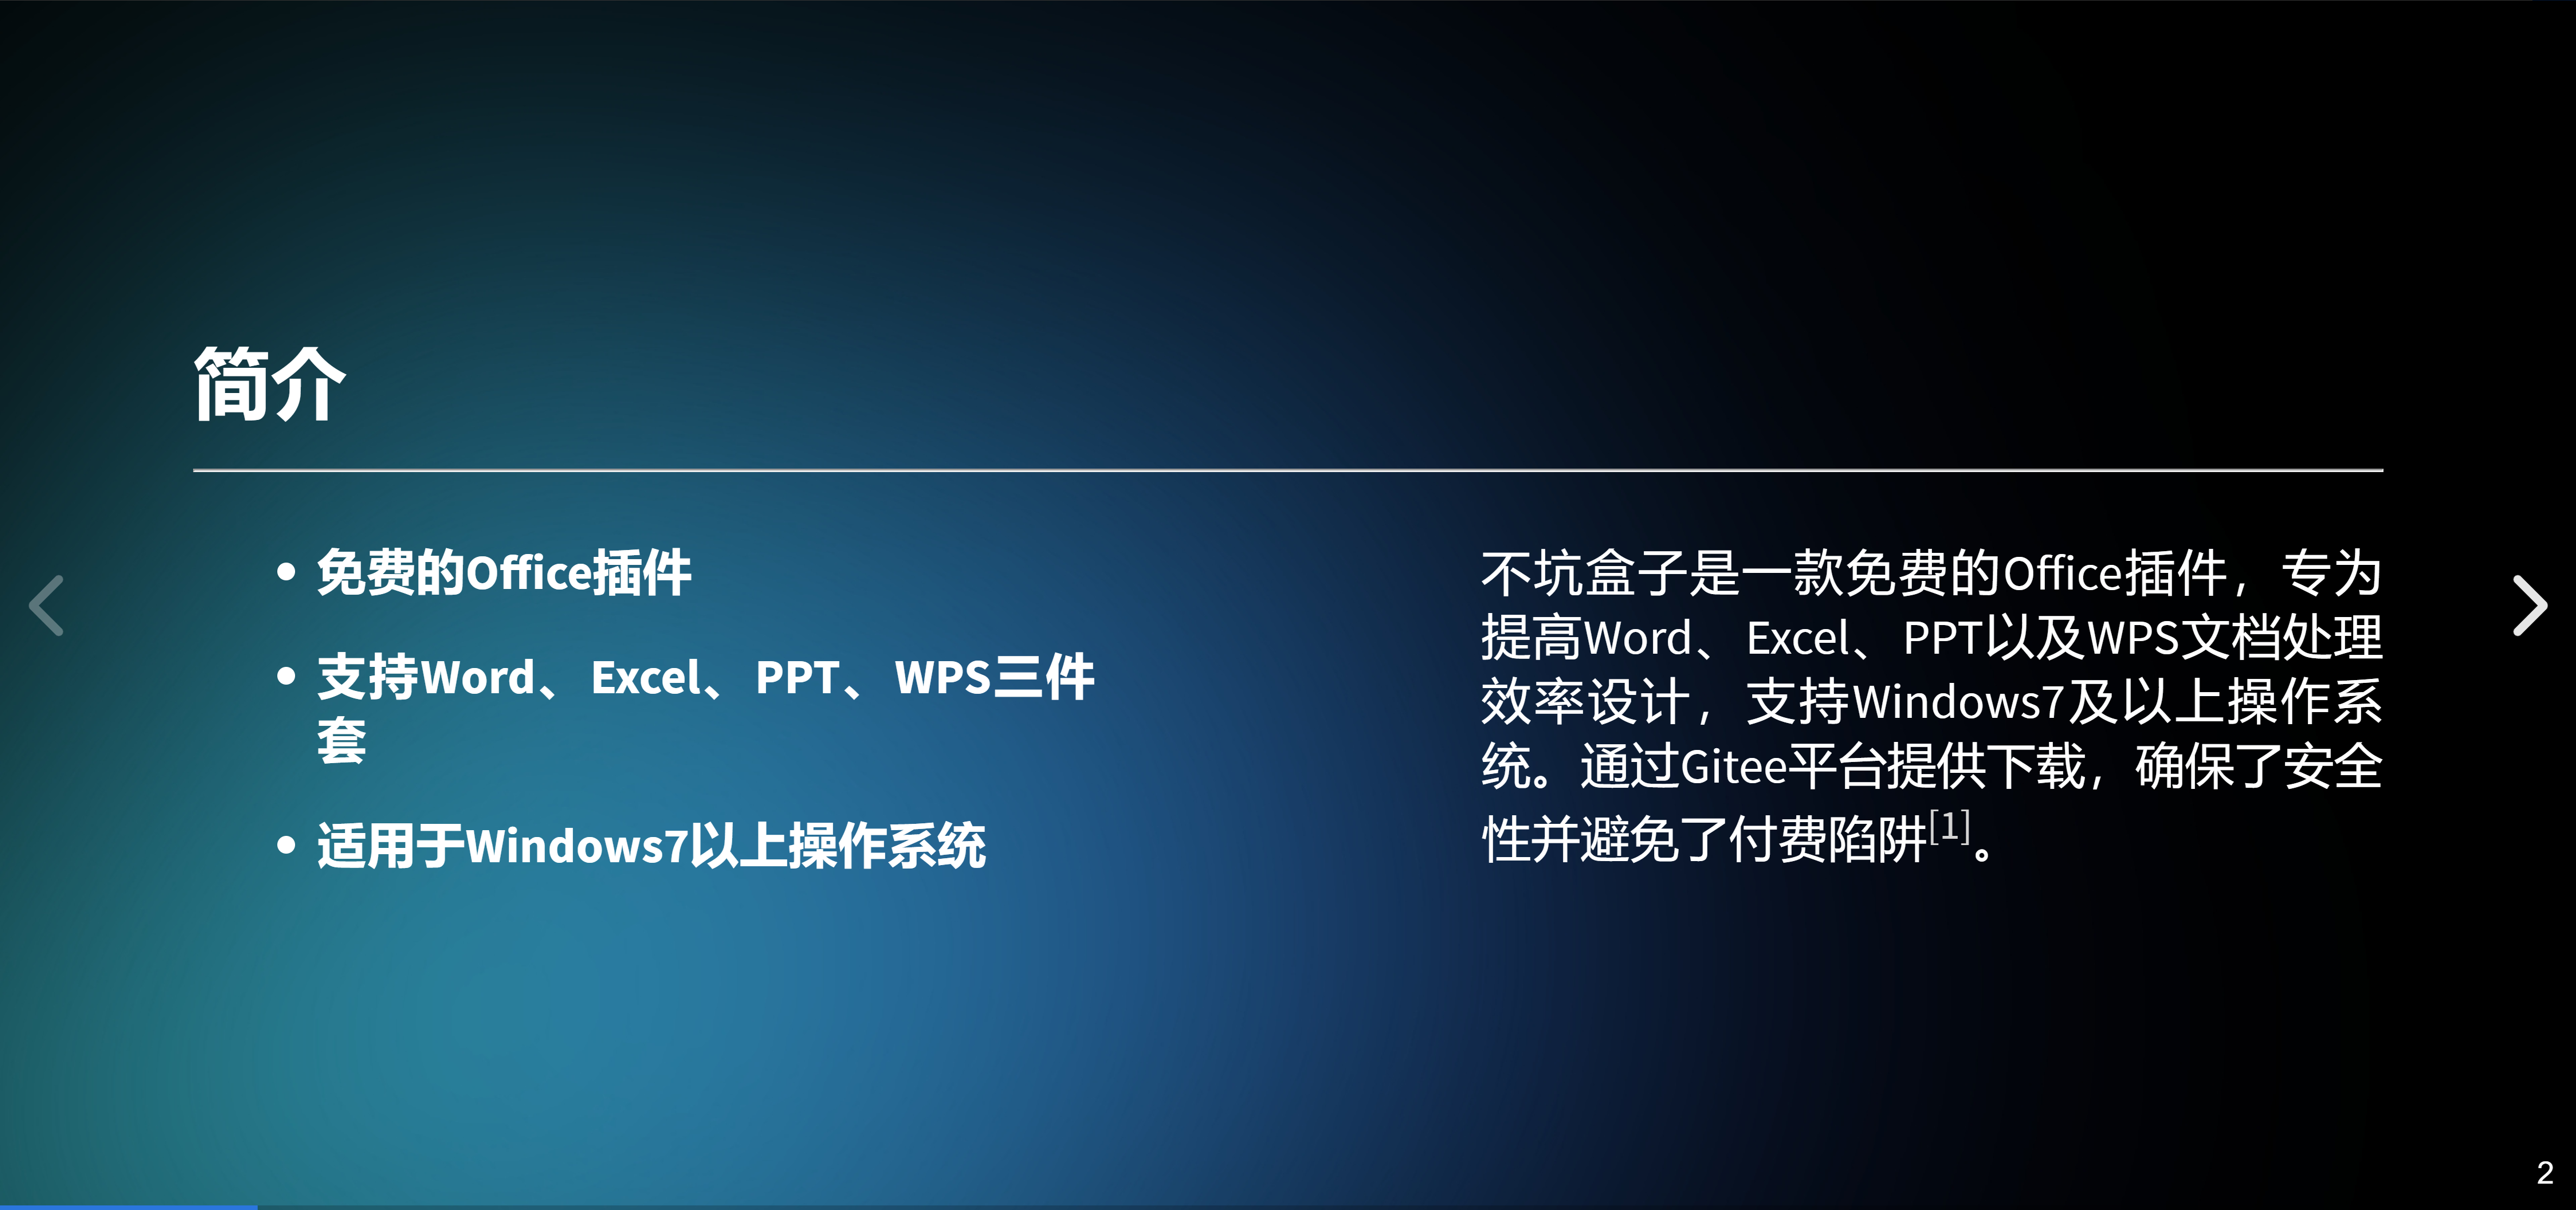 简介
• 免费的Office插件
• 支持Word、Excel、PPT、WPS三件
套
• 适用于Windows7以上操作系统
不坑盒子是一款免费的Office插件，专为
提高Word、Excel、PPT以及WPS文档处理
效率设计，支持Windows7及以上操作系
统。通过Gitee平台提供下载，确保了安全
性并避免了付费陷阱[1]。
2